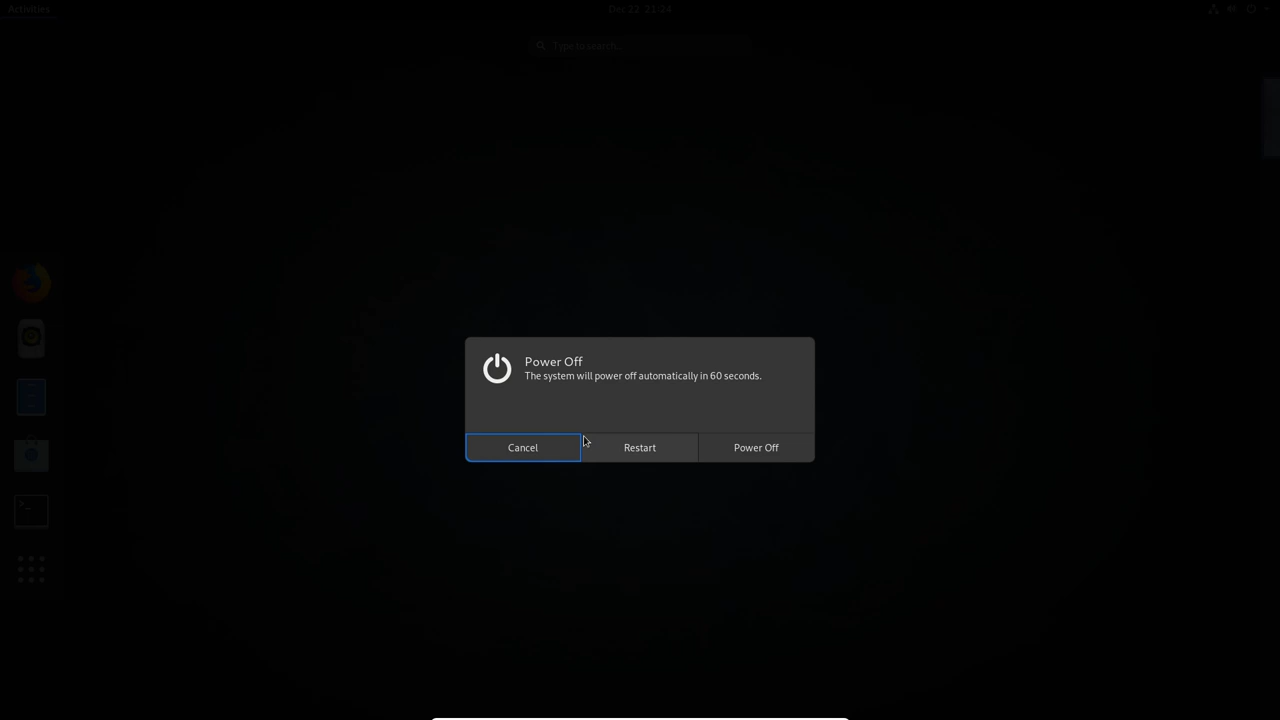 Activities
Dec 22 21:24
Type to search...
Power Off
The system will power off automatically in 60 seconds.
Cancel
Restart
Power Off